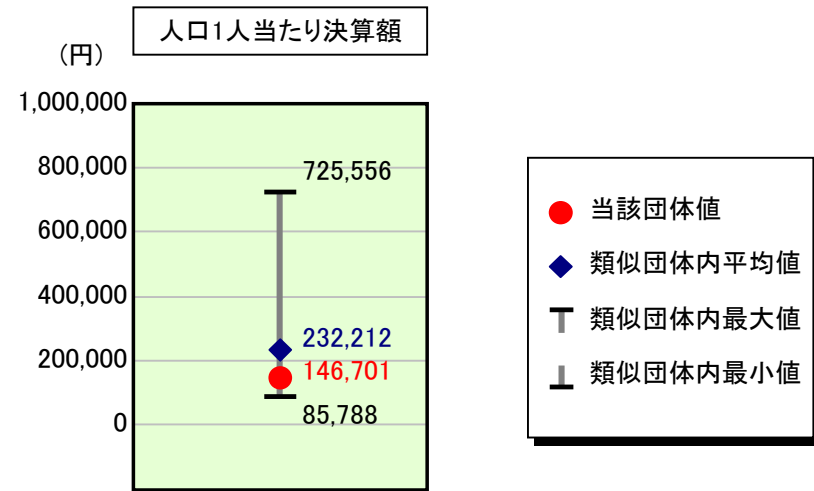 人口1人当たり決算額
(円)
1,000,000
800,000
600,000
400,000
200,000
0
725,556
232,212
146,701
85,788
当該団体値
類似団体内平均値
類似団体内最大値
類似団体内最小値